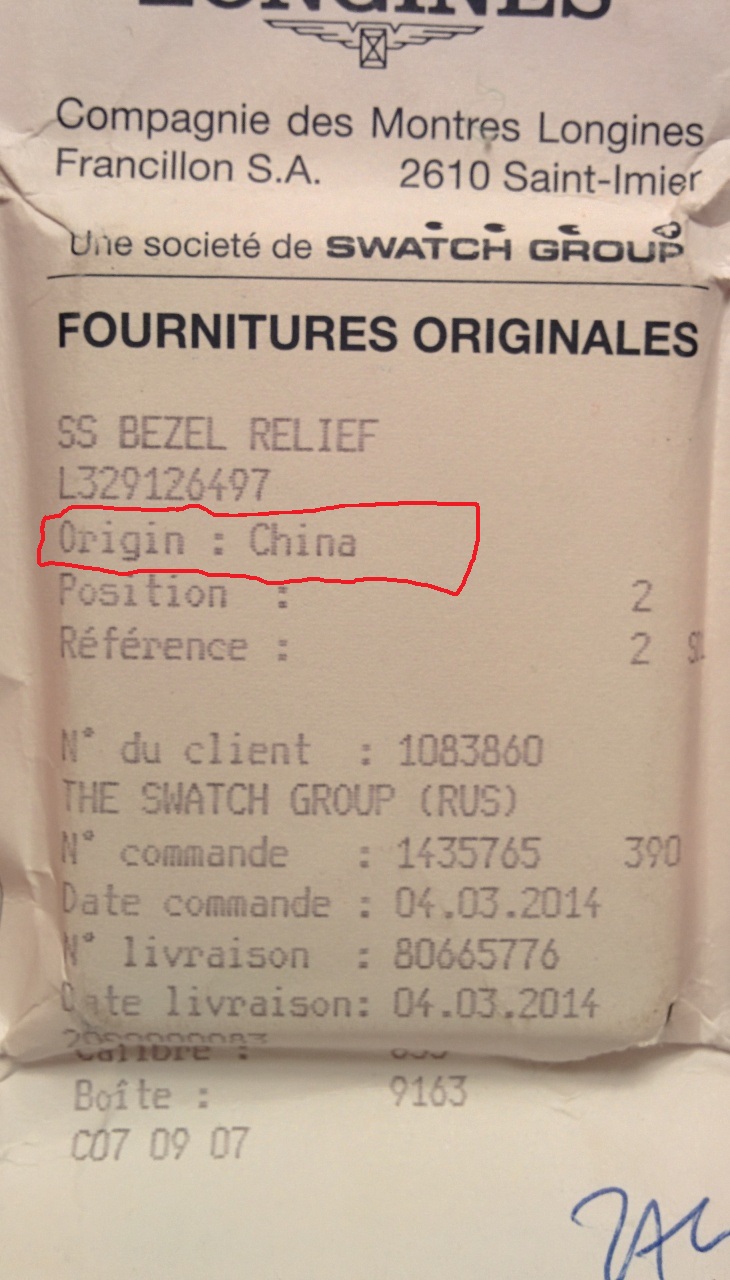 LONGINES
Compagnie des Montres Longines
Francillon S.A. 2610 Saint-Imier
Une societé de SWATCH GROUP
FOURNITURES ORIGINALES
SS BEZEL RELIEF
L329126497
Origin : China
Position : 2
Référence : 2
N° du client : 1083860
THE SWATCH GROUP (RUS)
N° commande : 1435765 390
Date commande : 04.03.2014
N° livraison : 80665776
Date livraison: 04.03.2014
Calibre :
Boîte : 9163
C07 09 07